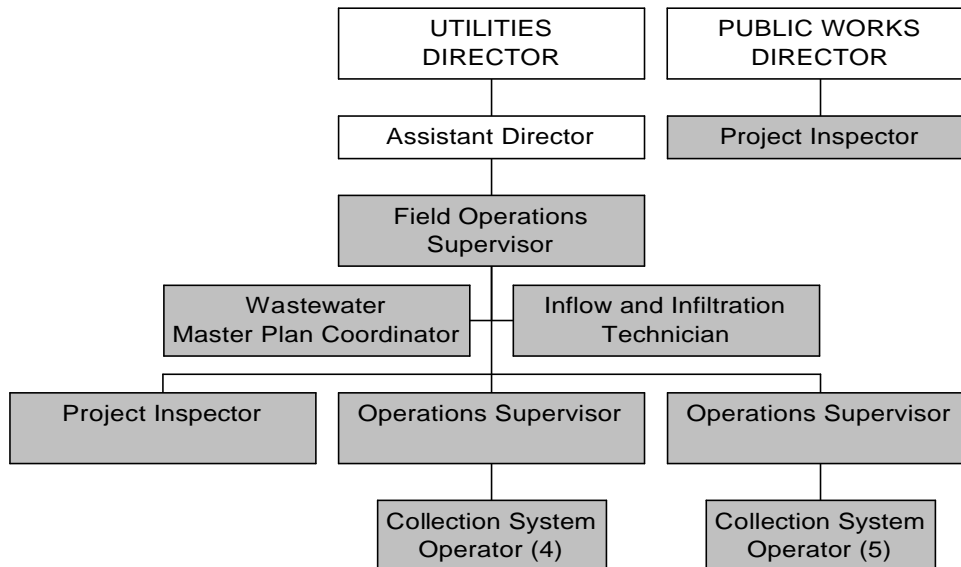 UTILITIES
DIRECTOR
PUBLIC WORKS
DIRECTOR
Assistant Director
Project Inspector
Field Operations
Supervisor
Wastewater
Master Plan Coordinator
Inflow and Infiltration
Technician
Project Inspector
Operations Supervisor
Operations Supervisor
Collection System
Operator (4)
Collection System
Operator (5)